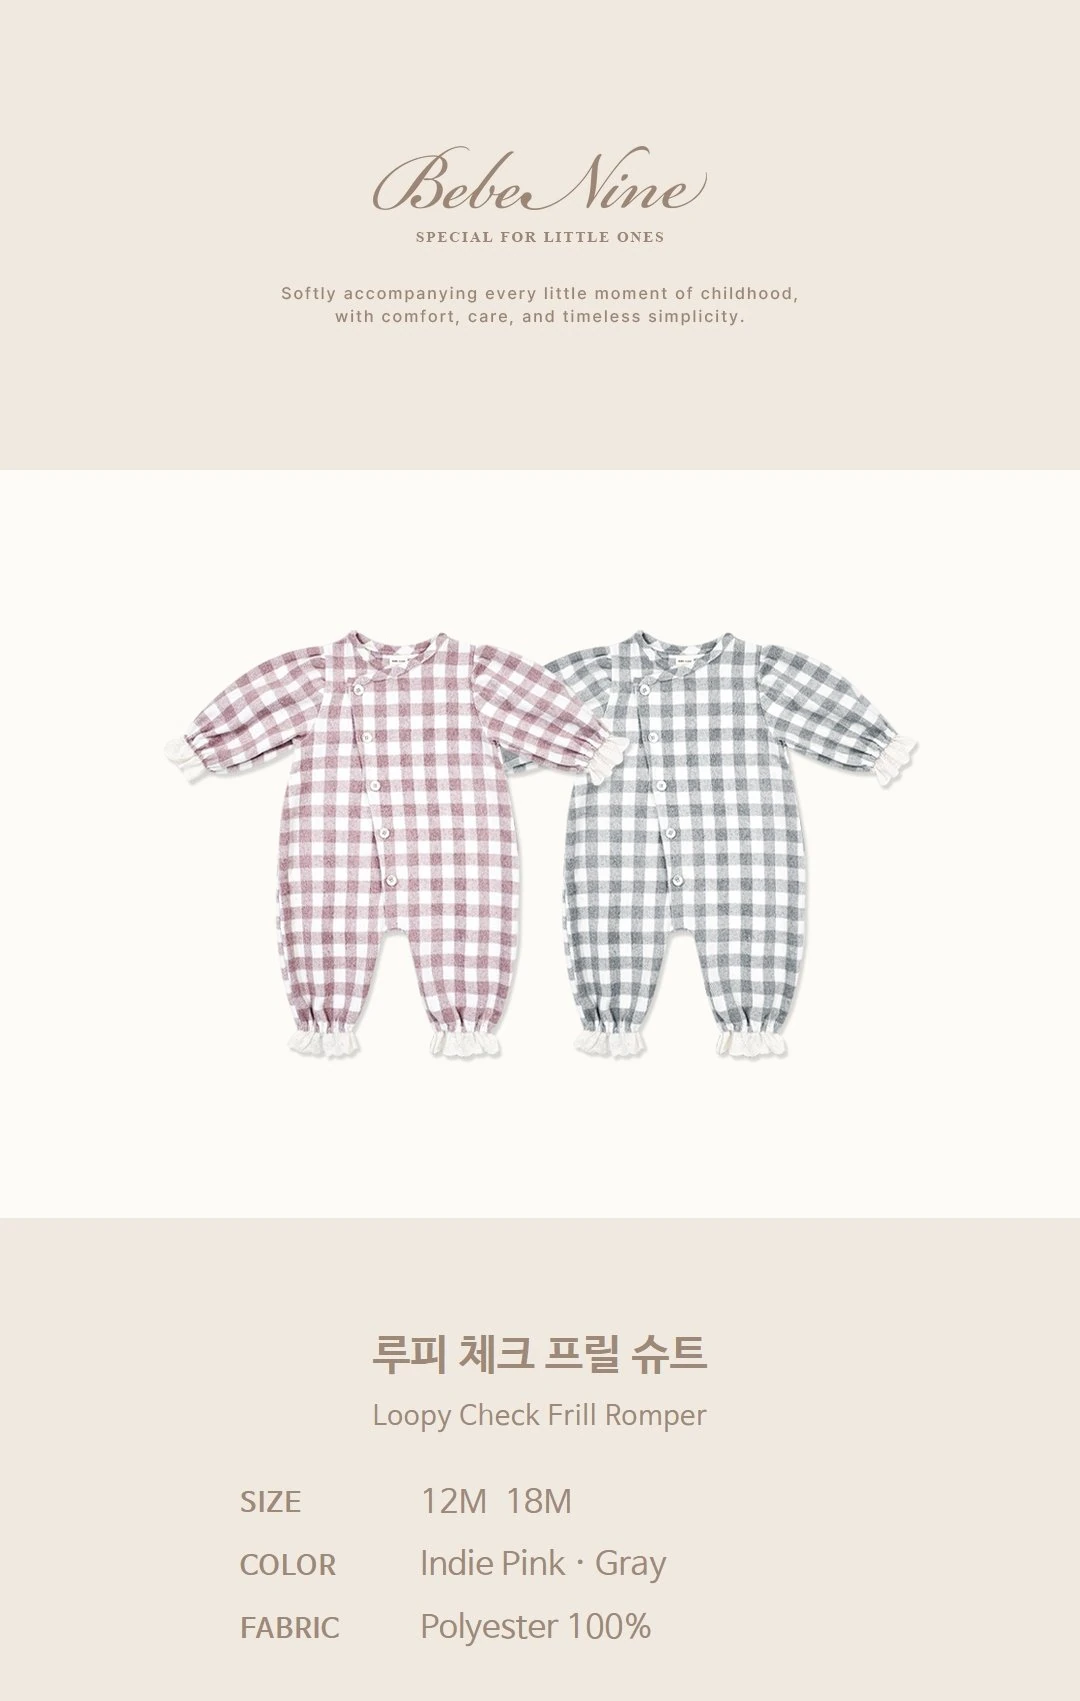 Bebe Nine
SPECIAL FOR LITTLE ONES
Softly accompanying every little moment of childhood,
with comfort, care, and timeless simplicity.
루피 체크 프릴 슈트
Loopy Check Frill Romper
SIZE 12M 18M
COLOR Indie Pink · Gray
FABRIC Polyester 100%